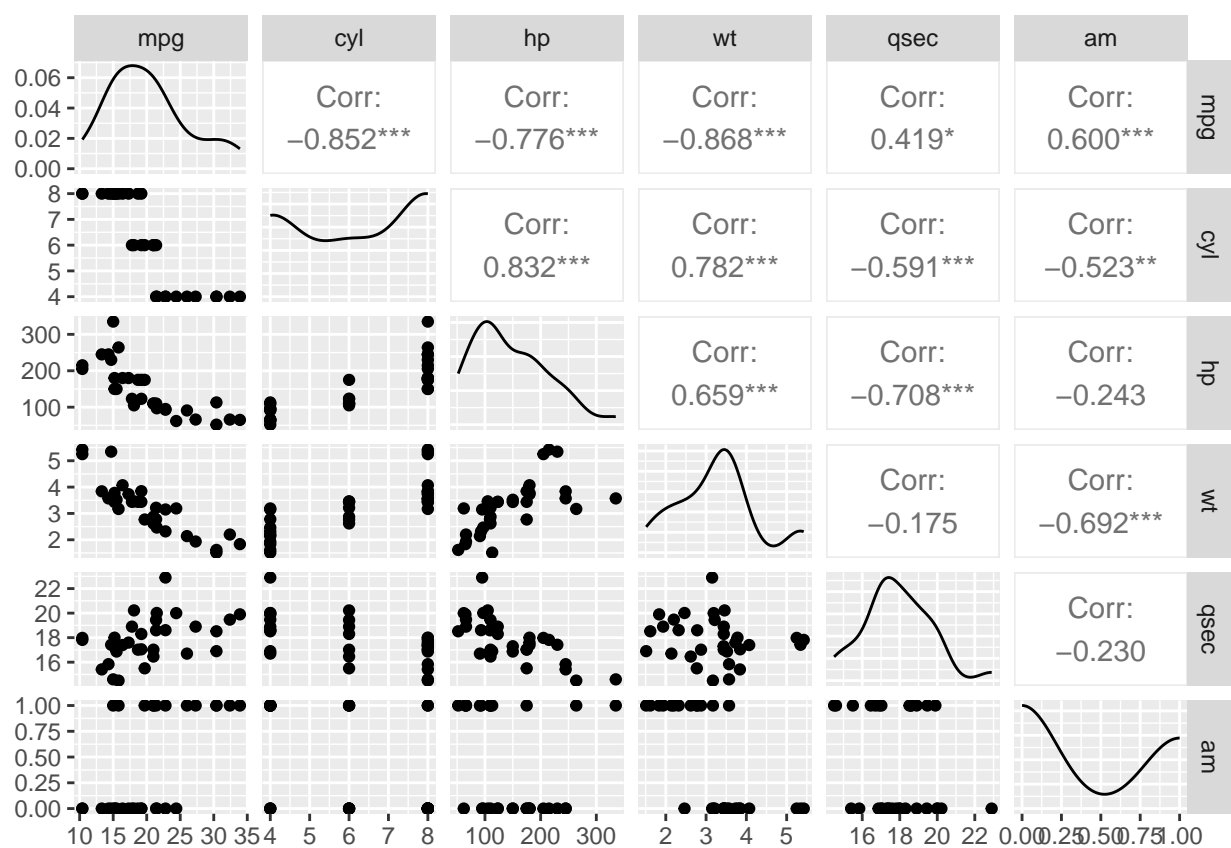 mpg cyl hp wt qsec am
0.06
0.04
0.02
0.00
Corr:
−0.852***
Corr:
−0.776***
Corr:
−0.868***
Corr:
0.419*
Corr:
0.600***
mpg
8
7
6
5
4
Corr:
0.832***
Corr:
0.782***
Corr:
−0.591***
Corr:
−0.523**
cyl
300
200
100
Corr:
0.659***
Corr:
−0.708***
Corr:
−0.243
hp
5
4
3
2
Corr:
−0.175
Corr:
−0.692***
wt
22
20
18
16
Corr:
−0.230
qsec
1.00
0.75
0.50
0.25
0.00
am
10 15 20 25 30 35 4 5 6 7 8 100 200 300 2 3 4 5 16 18 20 22 0.00 0.25 0.50 0.75 1.00